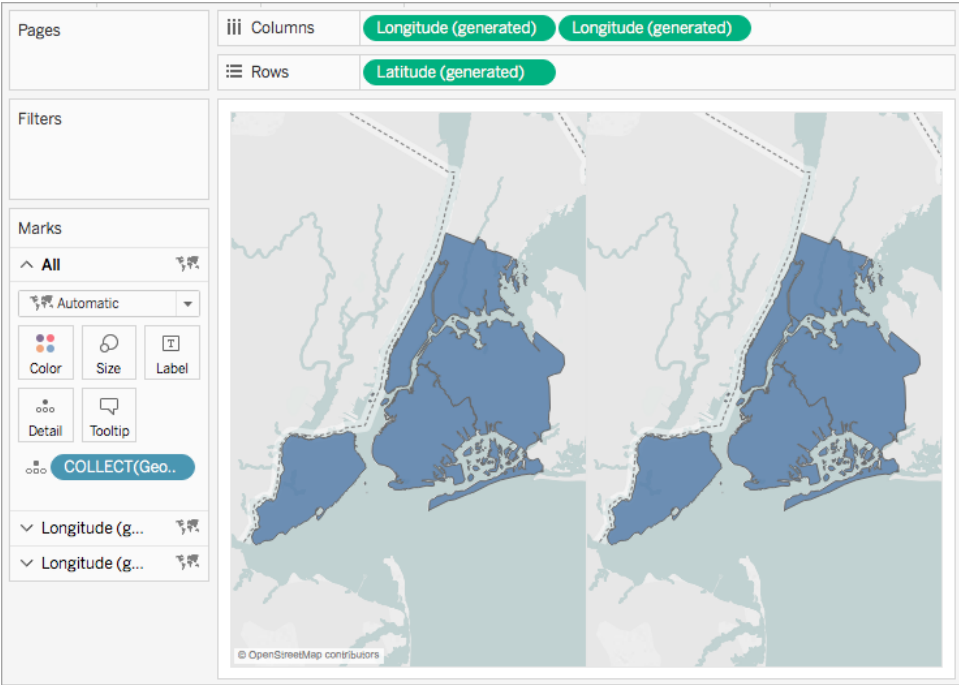 Pages
Columns Longitude (generated) Longitude (generated)
Rows Latitude (generated)
Filters
Marks
All
Automatic
Color Size Label
Detail Tooltip
COLLECT(Geo..
Longitude (g...
Longitude (g...
© OpenStreetMap contributors